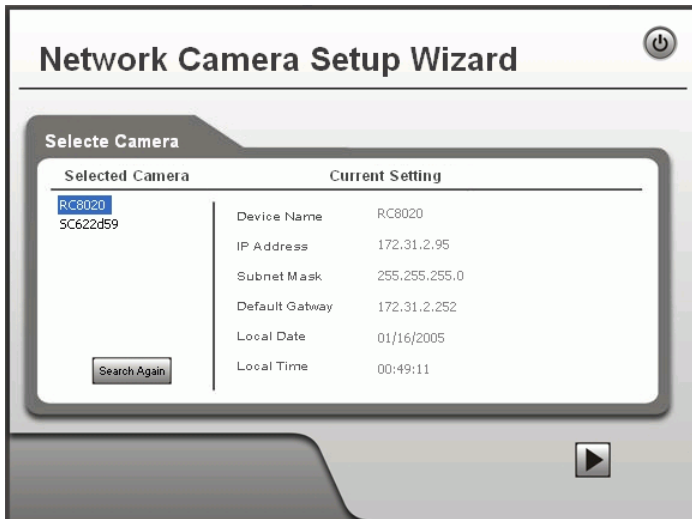 Network Camera Setup Wizard
Selecte Camera
Selected Camera Current Setting
RC8020
SC622d59
Device Name RC8020
IP Address 172.31.2.95
Subnet Mask 255.255.255.0
Default Gatway 172.31.2.252
Local Date 01/16/2005
Local Time 00:49:11
Search Again